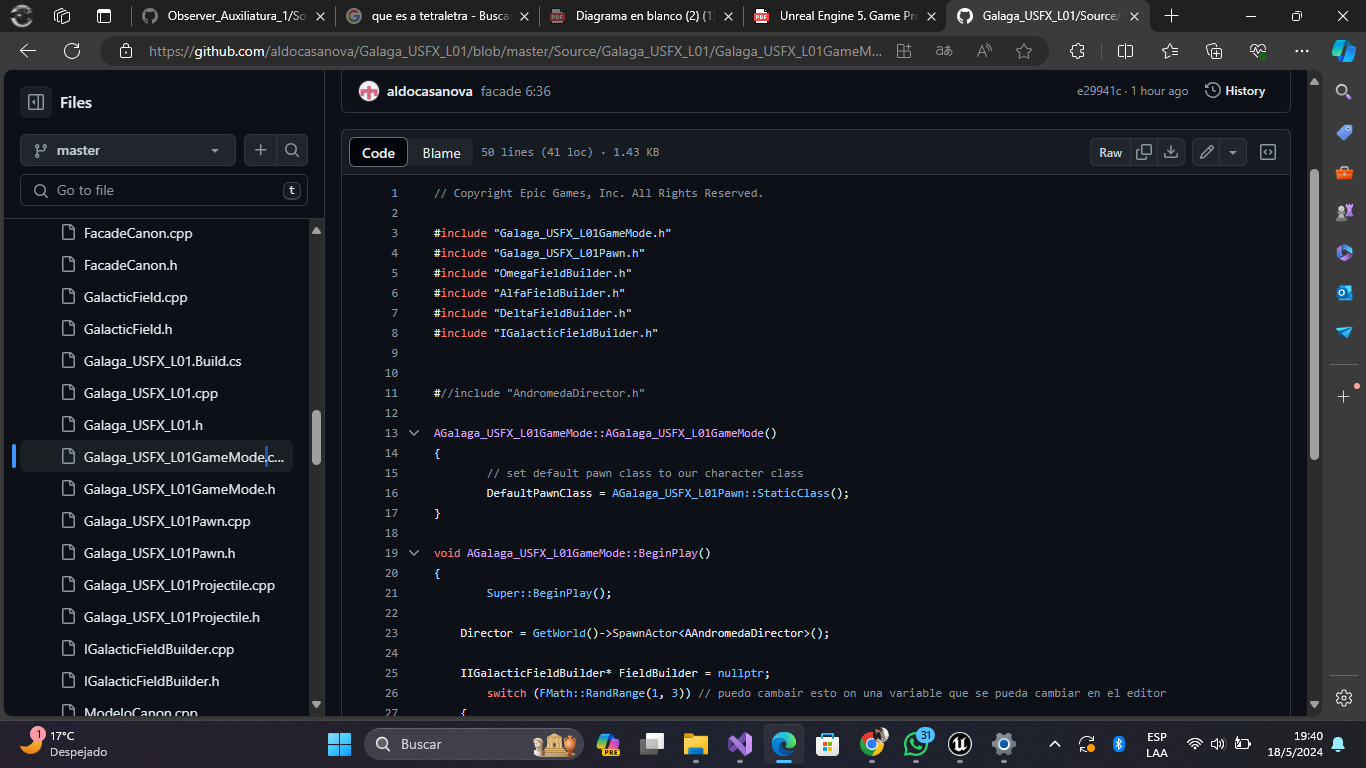 Observer_Auxiliatura_1/So
que es a tetraletra - Busca
Diagrama en blanco (2) (1)
Unreal Engine 5. Game Pr
Galaga_USFX_L01/Source/
https://github.com/aldocasanova/Galaga_USFX_L01/blob/master/Source/Galaga_USFX_L01/Galaga_USFX_L01GameM...
Files
master
Go to file
t
FacadeCanon.cpp
FacadeCanon.h
GalacticField.cpp
GalacticField.h
Galaga_USFX_L01.Build.cs
Galaga_USFX_L01.cpp
Galaga_USFX_L01.h
Galaga_USFX_L01GameMode.c...
Galaga_USFX_L01GameMode.h
Galaga_USFX_L01Pawn.cpp
Galaga_USFX_L01Pawn.h
Galaga_USFX_L01Projectile.cpp
Galaga_USFX_L01Projectile.h
IGalacticFieldBuilder.cpp
IGalacticFieldBuilder.h
ModeloCanon.cpp
aldocasanova facade 6:36
e29941c · 1 hour ago
History
Code
Blame
50 lines (41 loc) · 1.43 KB
Raw
1 // Copyright Epic Games, Inc. All Rights Reserved.
2
3 #include "Galaga_USFX_L01GameMode.h"
4 #include "Galaga_USFX_L01Pawn.h"
5 #include "OmegaFieldBuilder.h"
6 #include "AlfaFieldBuilder.h"
7 #include "DeltaFieldBuilder.h"
8 #include "IGalacticFieldBuilder.h"
9
10
11 #//include "AndromedaDirector.h"
12
13 AGalaga_USFX_L01GameMode::AGalaga_USFX_L01GameMode()
14 {
15 // set default pawn class to our character class
16 DefaultPawnClass = AGalaga_USFX_L01Pawn::StaticClass();
17 }
18
19 void AGalaga_USFX_L01GameMode::BeginPlay()
20 {
21 Super::BeginPlay();
22
23 Director = GetWorld()->SpawnActor<AAndromedaDirector>();
24
25 IIGalacticFieldBuilder* FieldBuilder = nullptr;
26 switch (FMath::RandRange(1, 3)) // puedo cambair esto on una variable que se pueda cambiar en el editor
27 {
1
17°C
Despejado
Buscar
PRE
31
ESP
LAA
19:40
18/5/2024